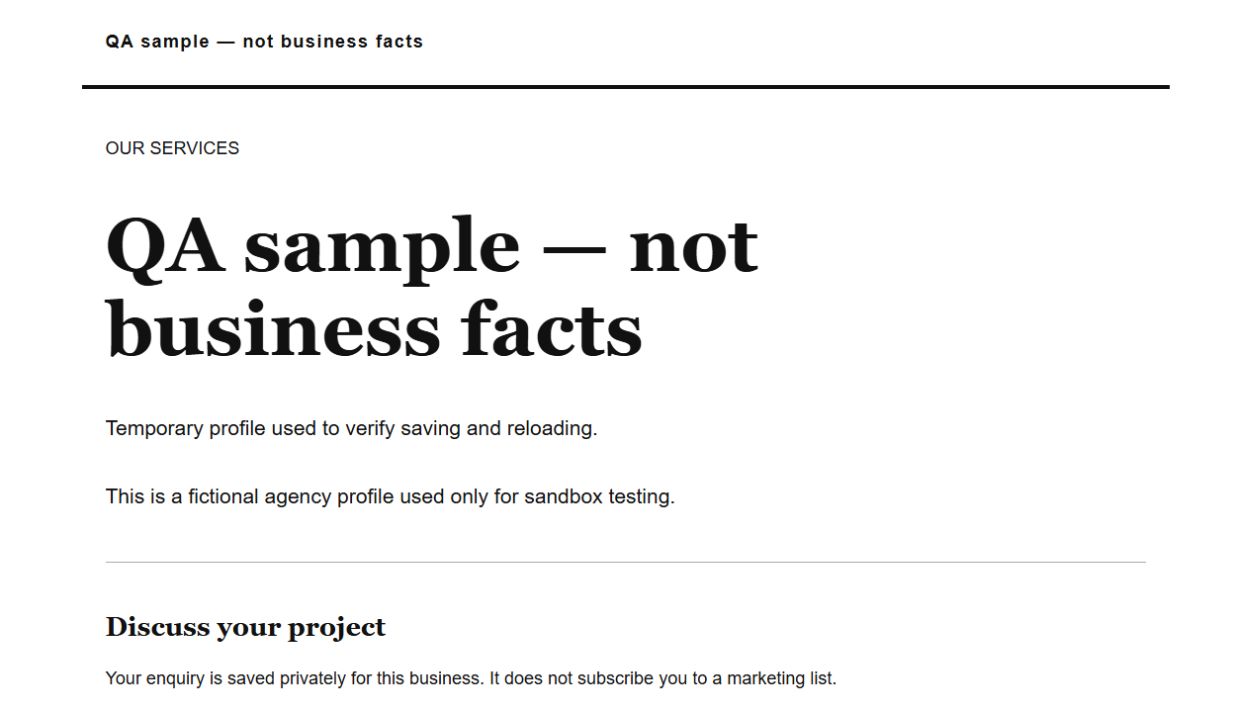 QA sample — not business facts
OUR SERVICES
QA sample — not
business facts
Temporary profile used to verify saving and reloading.
This is a fictional agency profile used only for sandbox testing.
Discuss your project
Your enquiry is saved privately for this business. It does not subscribe you to a marketing list.